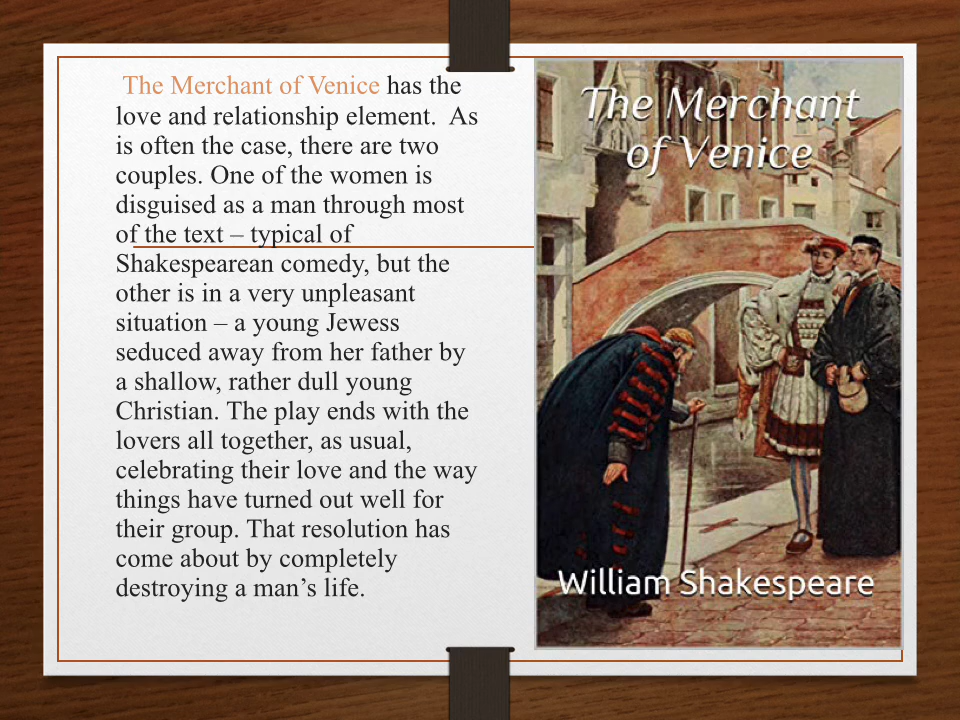 The Merchant of Venice has the
love and relationship element.  As
is often the case, there are two
couples. One of the women is
disguised as a man through most
of the text – typical of
Shakespearean comedy, but the
other is in a very unpleasant
situation – a young Jewess
seduced away from her father by
a shallow, rather dull young
Christian. The play ends with the
lovers all together, as usual,
celebrating their love and the way
things have turned out well for
their group. That resolution has
come about by completely
destroying a man’s life.
The Merchant
of Venice
William Shakespeare